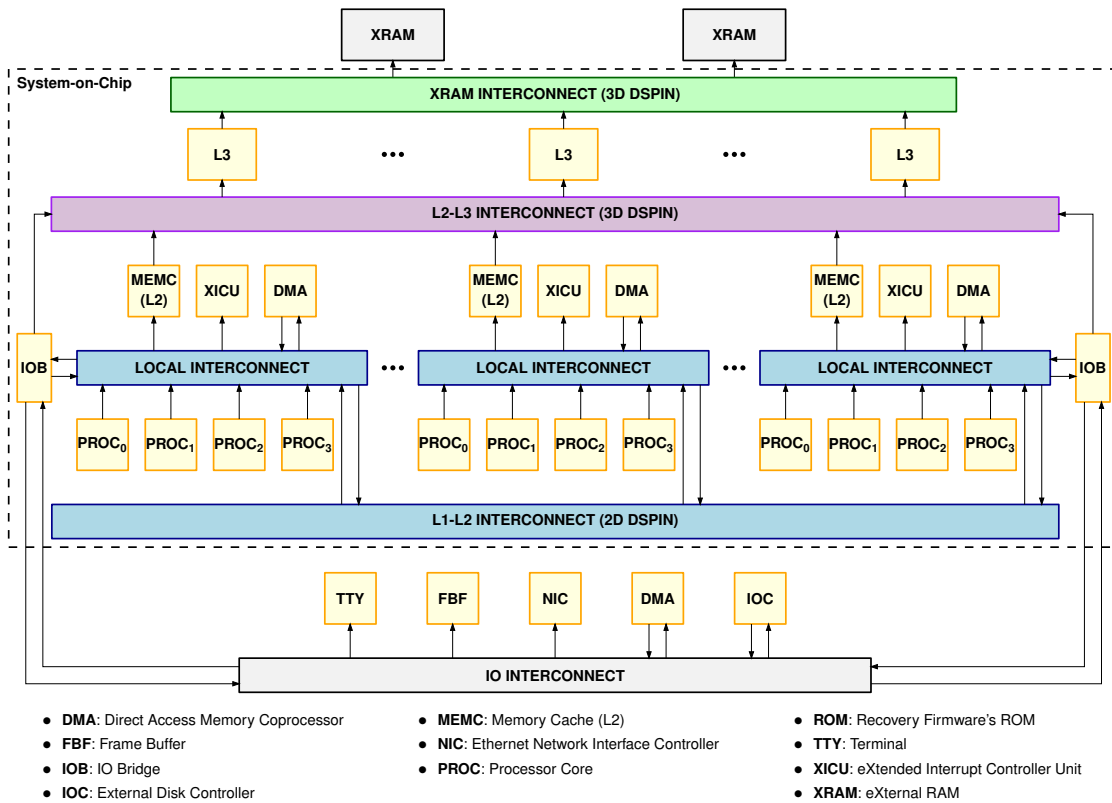 XRAM XRAM
System-on-Chip
XRAM INTERCONNECT (3D DSPIN)
L3 ••• L3 ••• L3
L2-L3 INTERCONNECT (3D DSPIN)
MEMC (L2) XICU DMA MEMC (L2) XICU DMA MEMC (L2) XICU DMA
IOB LOCAL INTERCONNECT ••• LOCAL INTERCONNECT ••• LOCAL INTERCONNECT IOB
PROC₀ PROC₁ PROC₂ PROC₃ PROC₀ PROC₁ PROC₂ PROC₃ PROC₀ PROC₁ PROC₂ PROC₃
L1-L2 INTERCONNECT (2D DSPIN)
TTY FBF NIC DMA IOC
IO INTERCONNECT
● DMA: Direct Access Memory Coprocessor
● FBF: Frame Buffer
● IOB: IO Bridge
● IOC: External Disk Controller
● MEMC: Memory Cache (L2)
● NIC: Ethernet Network Interface Controller
● PROC: Processor Core
● ROM: Recovery Firmware's ROM
● TTY: Terminal
● XICU: eXtended Interrupt Controller Unit
● XRAM: eXternal RAM